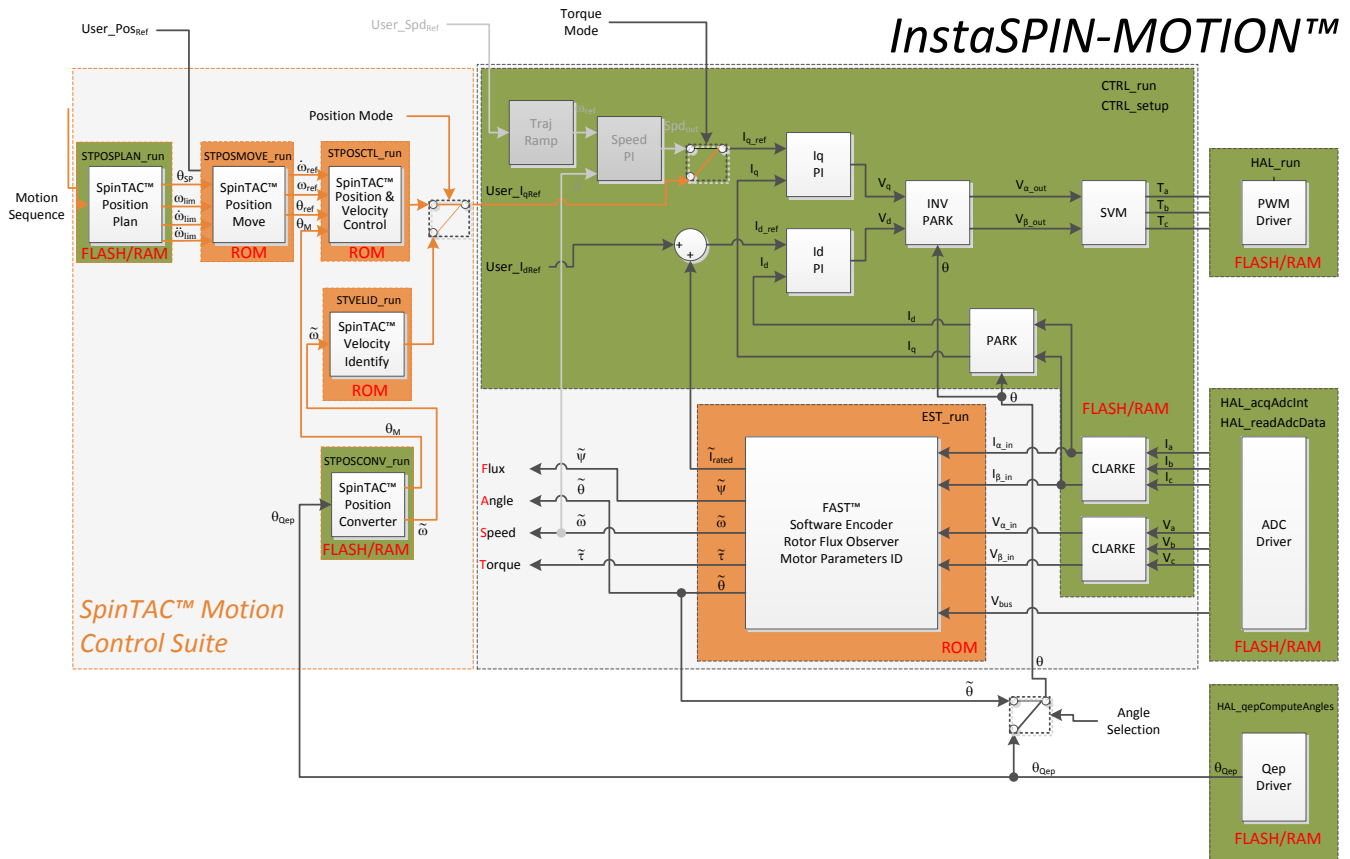 InstaSPIN-MOTION™
User_PosRef
User_SpdRef
Torque
Mode
CTRL_run
CTRL_setup
Position Mode
Motion
Sequence
STPOSPLAN_run
SpinTAC™
Position
Plan
FLASH/RAM
θSP
ωlim
ω̇lim
ω̈lim
STPOSMOVE_run
SpinTAC™
Position
Move
ROM
ω̇ref
ωref
θref
θM
STPOSCTL_run
SpinTAC™
Position &
Velocity
Control
ROM
User_IqRef
User_IdRef
Traj
Ramp
ωref
Speed
PI
Spdout
Iq_ref
Iq
Iq
PI
Id_ref
Id
Id
PI
+
+
Vq
Vd
INV
PARK
θ
Vα_out
Vβ_out
SVM
Ta
Tb
Tc
HAL_run
PWM
Driver
FLASH/RAM
STVELID_run
SpinTAC™
Velocity
Identify
ROM
ω̃
θM
Id
Iq
PARK
θ
FLASH/RAM
STPOSCONV_run
SpinTAC™
Position
Converter
FLASH/RAM
θQep
ω̃
SpinTAC™ Motion
Control Suite
Flux
Angle
Speed
Torque
ψ̃
θ̃
ω̃
τ̃
EST_run
Ĩrated
ψ̃
ω̃
τ̃
θ̃
FAST™
Software Encoder
Rotor Flux Observer
Motor Parameters ID
ROM
Iα_in
Iβ_in
Vα_in
Vβ_in
Vbus
CLARKE
CLARKE
Ia
Ib
Ic
Va
Vb
Vc
HAL_acqAdcInt
HAL_readAdcData
ADC
Driver
FLASH/RAM
θ
θ̃
Angle
Selection
θQep
HAL_qepComputeAngles
θQep
Qep
Driver
FLASH/RAM